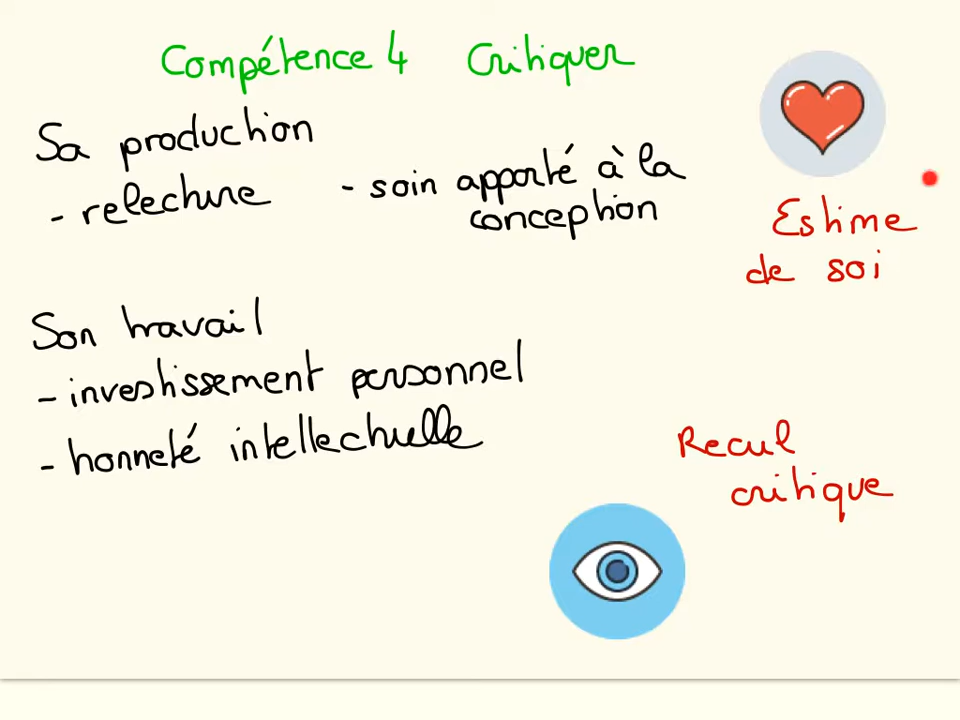 Compétence 4 Critiquer
Sa production
- relecture
- soin apporté à la
conception
Estime
de soi
Son travail
- investissement personnel
- honneté intellectuelle
Recul
critique